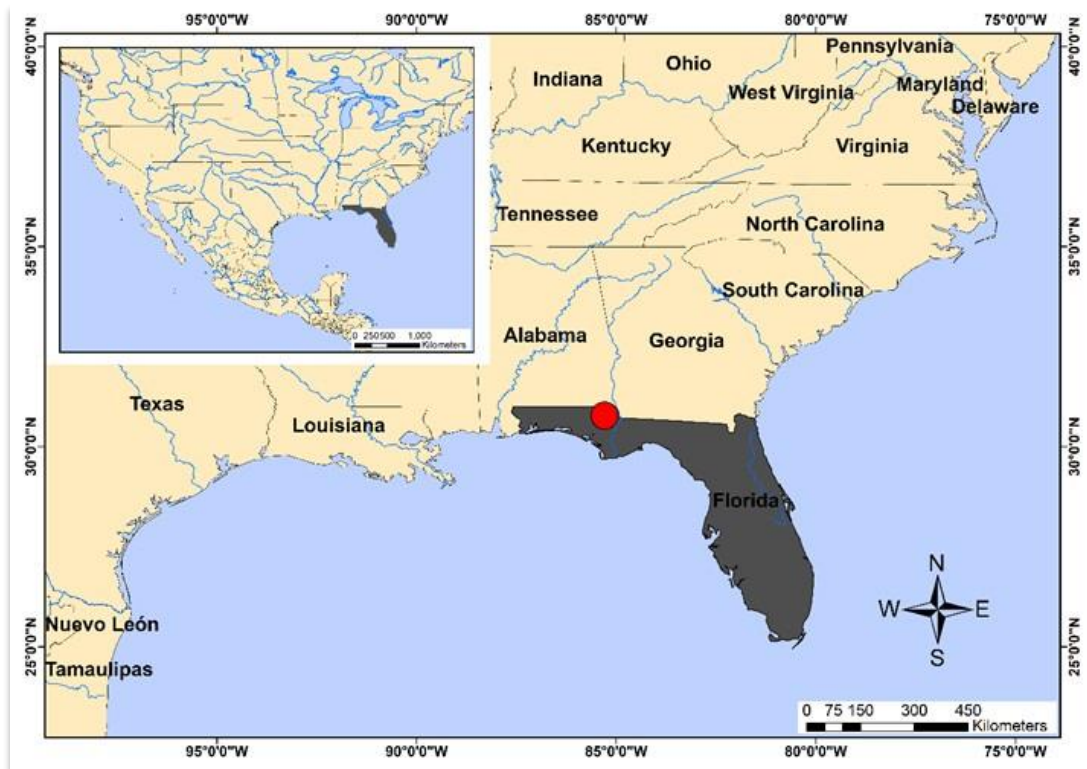 95°0'0"W 90°0'0"W 85°0'0"W 80°0'0"W 75°0'0"W
40°0'0"N
40°0'0"N
Pennsylvania
Ohio
Indiana
Maryland
West Virginia
Delaware
Kentucky
Virginia
Tennessee
North Carolina
35°0'0"N
35°0'0"N
South Carolina
0 250 500 1,000
Kilometers
Alabama
Georgia
Texas
Louisiana
30°0'0"N
30°0'0"N
Florida
N
W E
S
Nuevo León
25°0'0"N
25°0'0"N
Tamaulipas
0 75 150 300 450
Kilometers
95°0'0"W 90°0'0"W 85°0'0"W 80°0'0"W 75°0'0"W